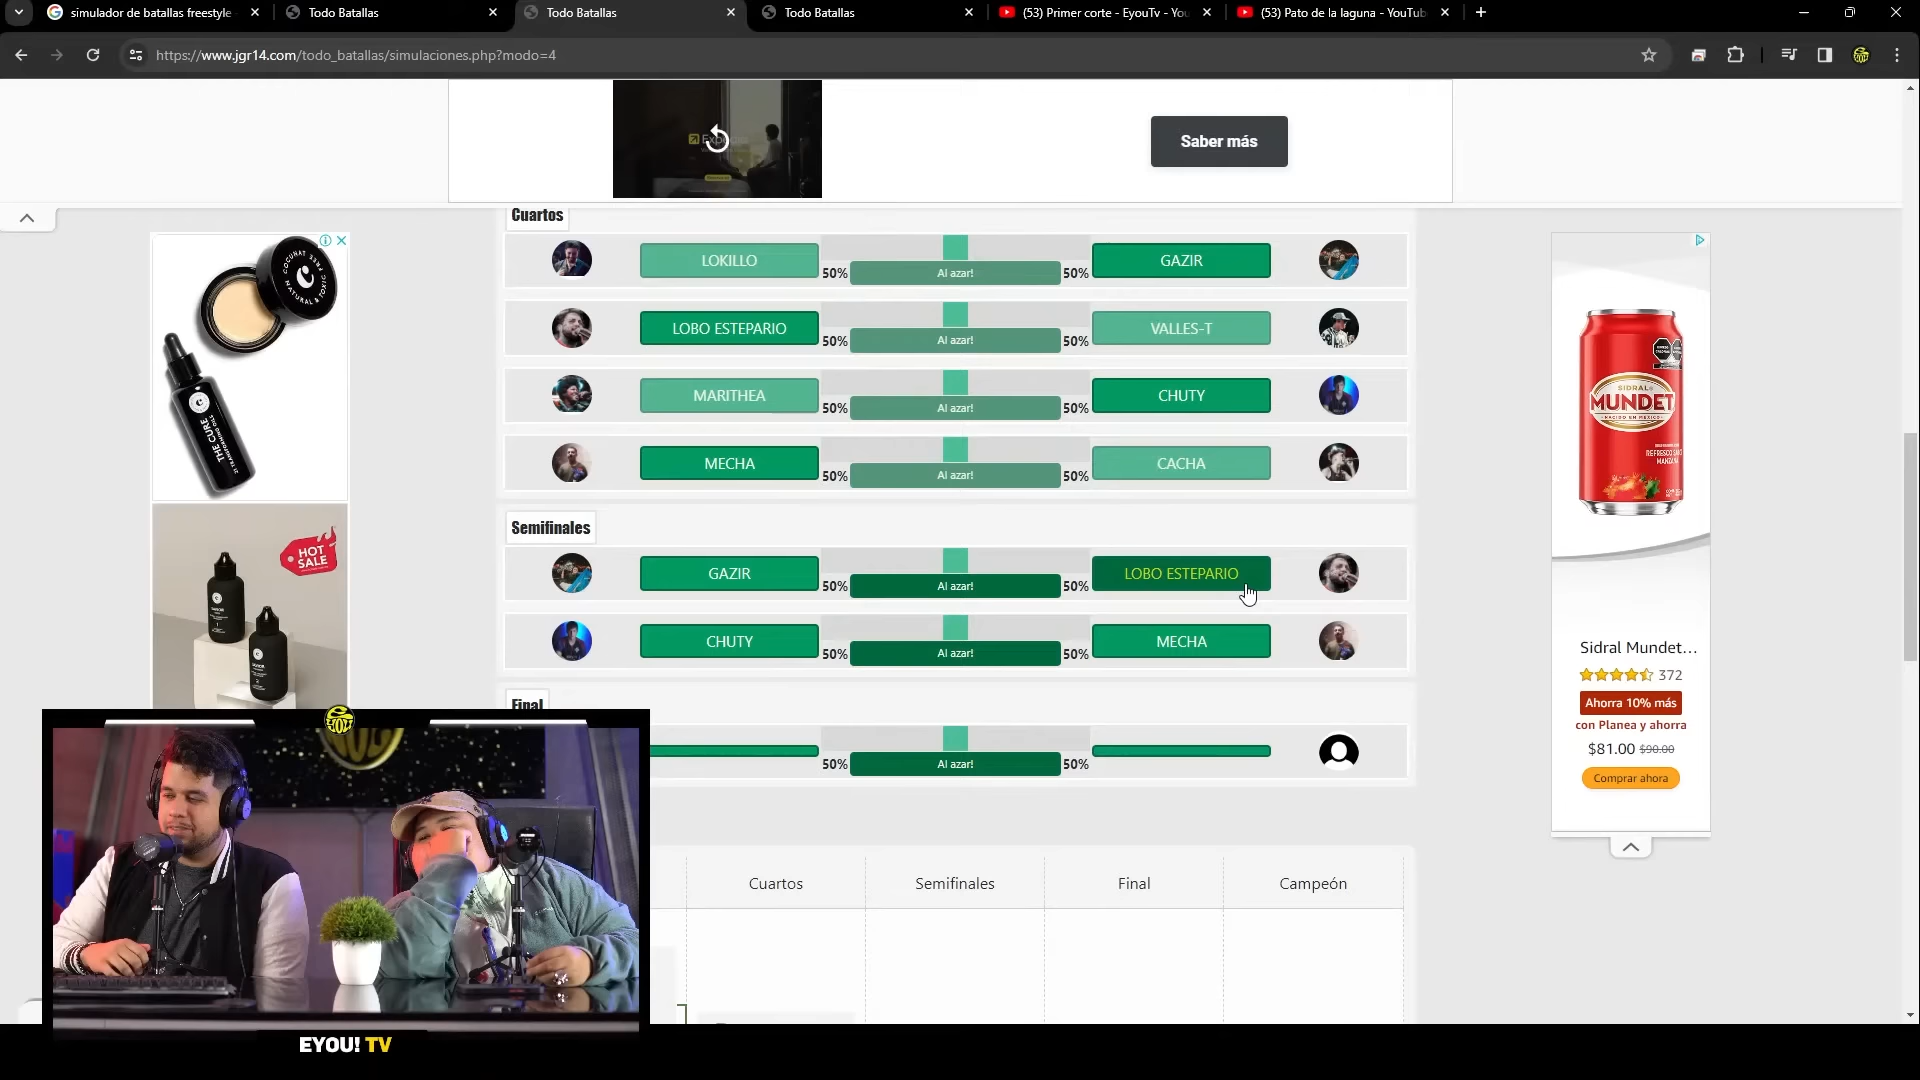 simulador de batallas freestyle
Todo Batallas
Todo Batallas
Todo Batallas
(53) Primer corte - EyouTv - You
(53) Pato de la laguna - YouTub
https://www.jgr14.com/todo_batallas/simulaciones.php?modo=4
Saber más
Cuartos
LOKILLO
50%
Al azar!
50%
GAZIR
LOBO ESTEPARIO
50%
Al azar!
50%
VALLES-T
MARITHEA
50%
Al azar!
50%
CHUTY
MECHA
50%
Al azar!
50%
CACHA
Semifinales
GAZIR
50%
Al azar!
50%
LOBO ESTEPARIO
CHUTY
50%
Al azar!
50%
MECHA
Final
50%
Al azar!
50%
Cuartos
Semifinales
Final
Campeón
COCUNAT
THE CURE
HOT
SALE
SIDRAL
MUNDET
Sidral Mundet...
372
Ahorra 10% más
con Planea y ahorra
$81.00 $90.00
Comprar ahora
EYOU! TV